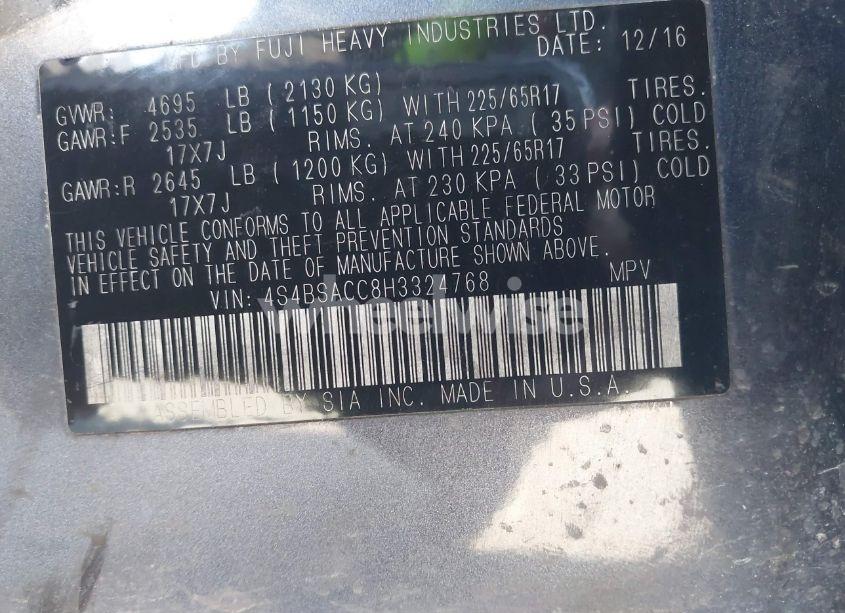 MFD BY FUJI HEAVY INDUSTRIES LTD.
DATE: 12/16
GVWR: 4695 LB ( 2130 KG)
GAWR:F 2535 LB ( 1150 KG) WITH 225/65R17 TIRES.
17X7J RIMS. AT 240 KPA ( 35 PSI) COLD
GAWR:R 2645 LB ( 1200 KG) WITH 225/65R17 TIRES.
17X7J RIMS. AT 230 KPA ( 33 PSI) COLD
THIS VEHICLE CONFORMS TO ALL APPLICABLE FEDERAL MOTOR
VEHICLE SAFETY AND THEFT PREVENTION STANDARDS
IN EFFECT ON THE DATE OF MANUFACTURE SHOWN ABOVE.
VIN: 4S4BSACC8H3324768 MPV
wheelwise
ASSEMBLED BY SIA INC. MADE IN U.S.A.